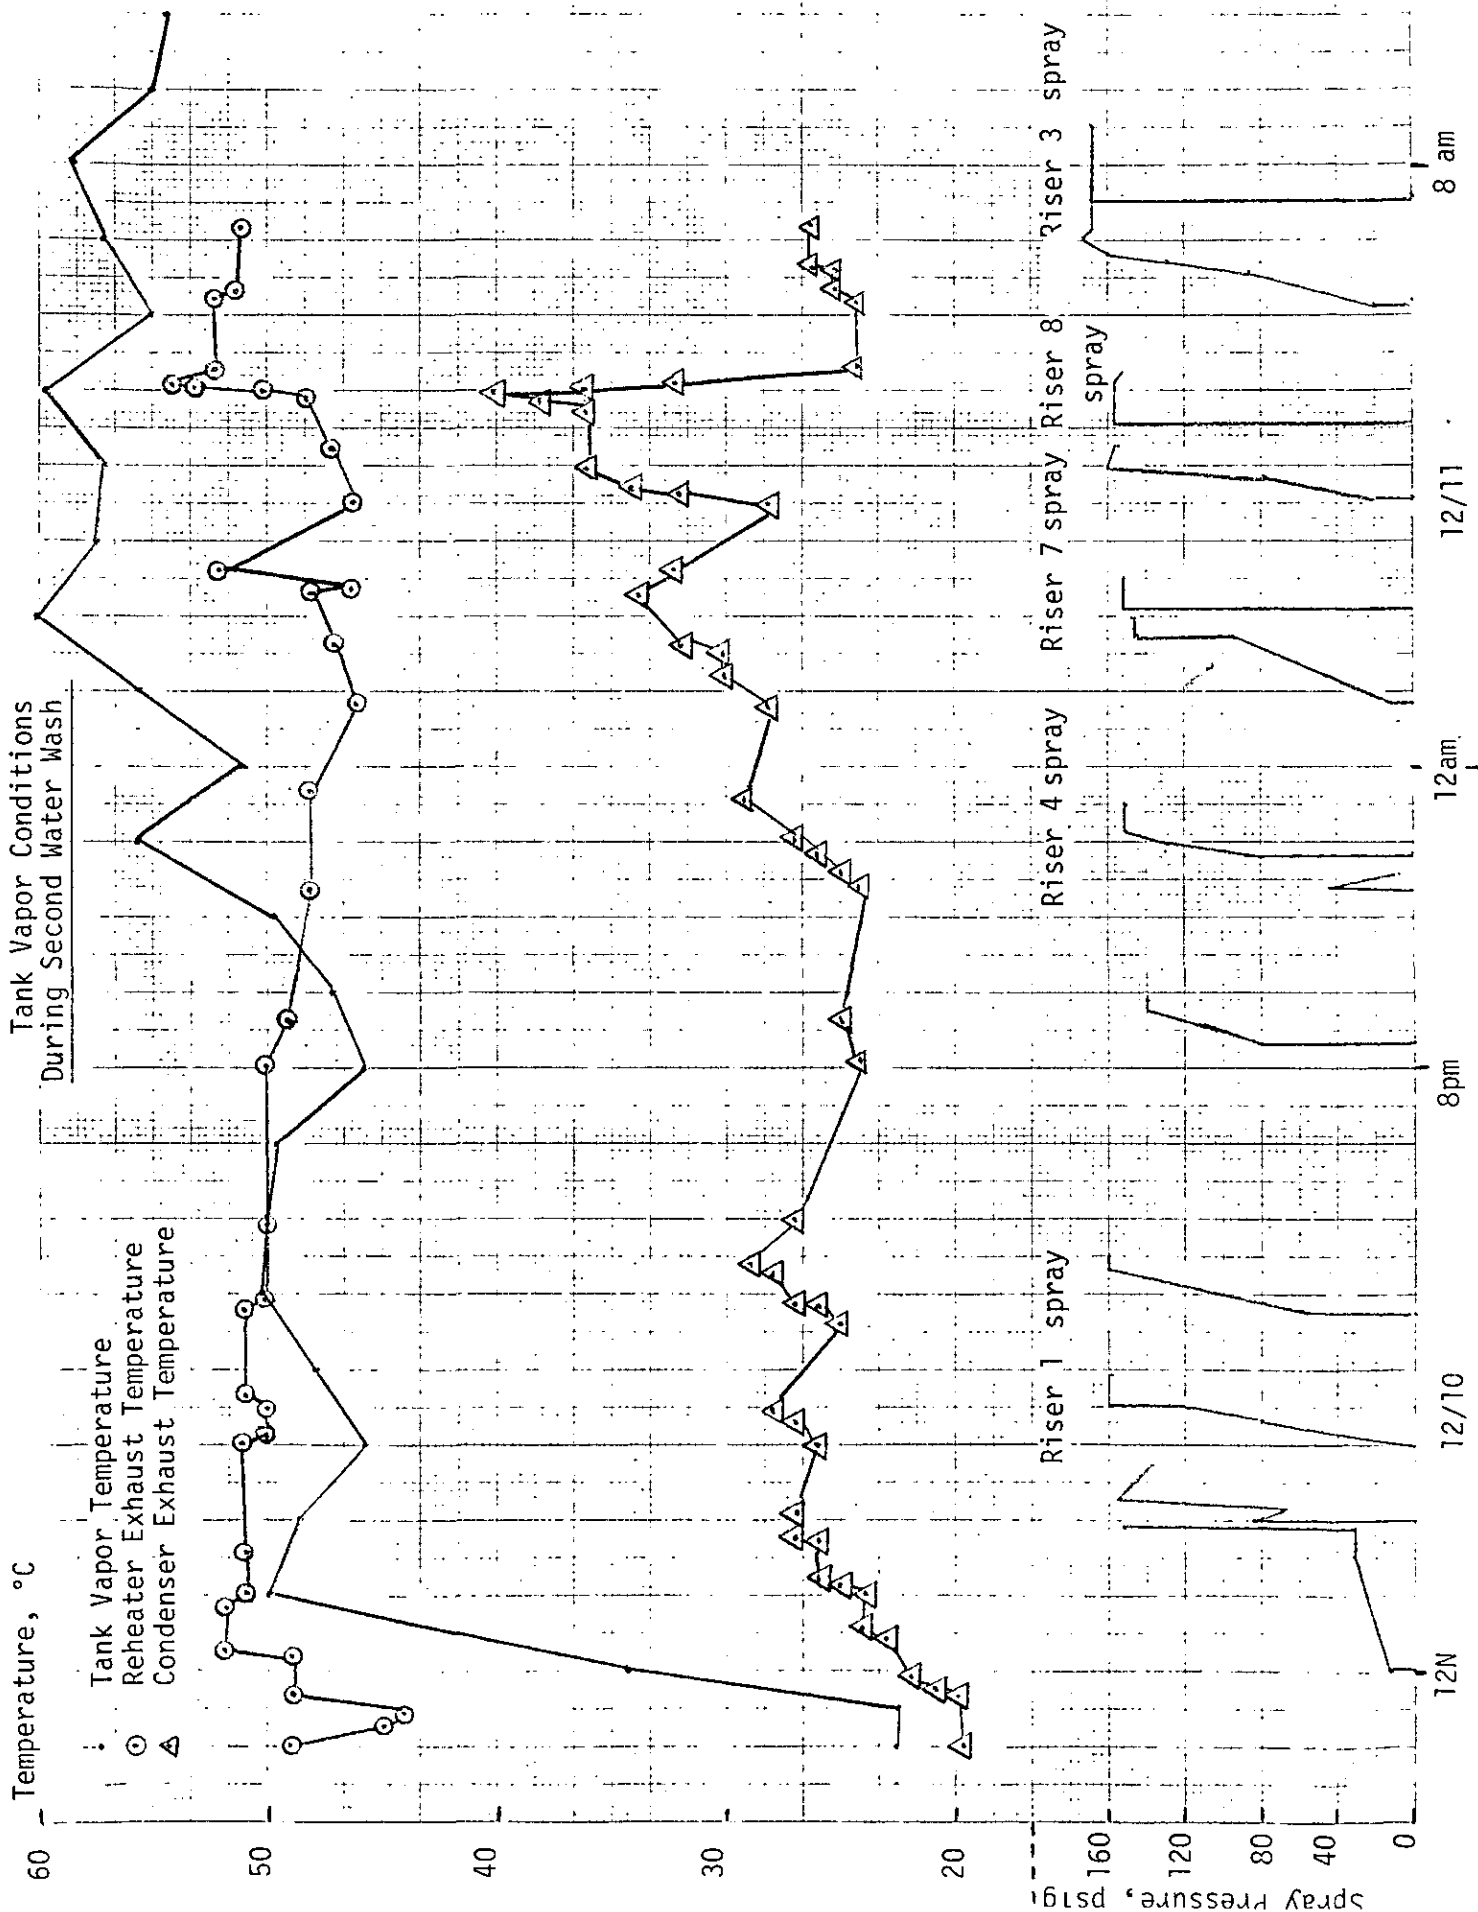 Tank Vapor Conditions
During Second Water Wash
Temperature, °C
Tank Vapor Temperature
Reheater Exhaust Temperature
Condenser Exhaust Temperature
60
50
40
30
20
Spray Pressure, psig
160
120
80
40
0
Riser 1 spray
Riser 4 spray
Riser 7 spray
Riser 8
spray
Riser 3 spray
12N
8pm
12am
8 am
12/10
12/11